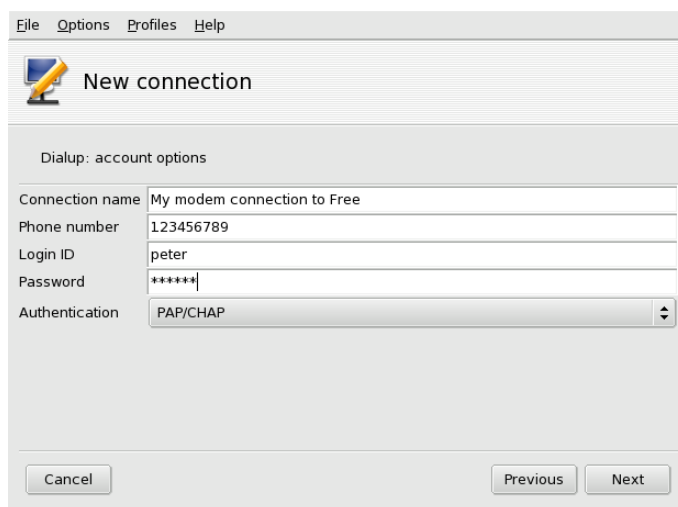 File Options Profiles Help
New connection
Dialup: account options
Connection name My modem connection to Free
Phone number 123456789
Login ID peter
Password ******
Authentication PAP/CHAP
Cancel Previous Next